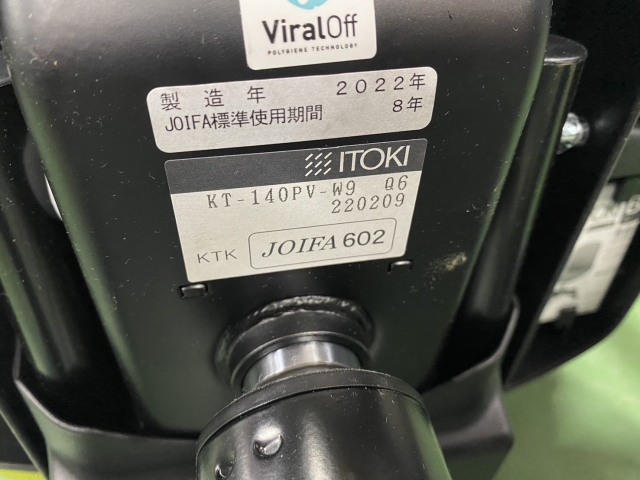 ViralOff
POLYGIENE TECHNOLOGY
製造年 2022年
JOIFA標準使用期間 8年
ITOKI
KT-140PV-W9 Q6
220209
KTK JOIFA 602